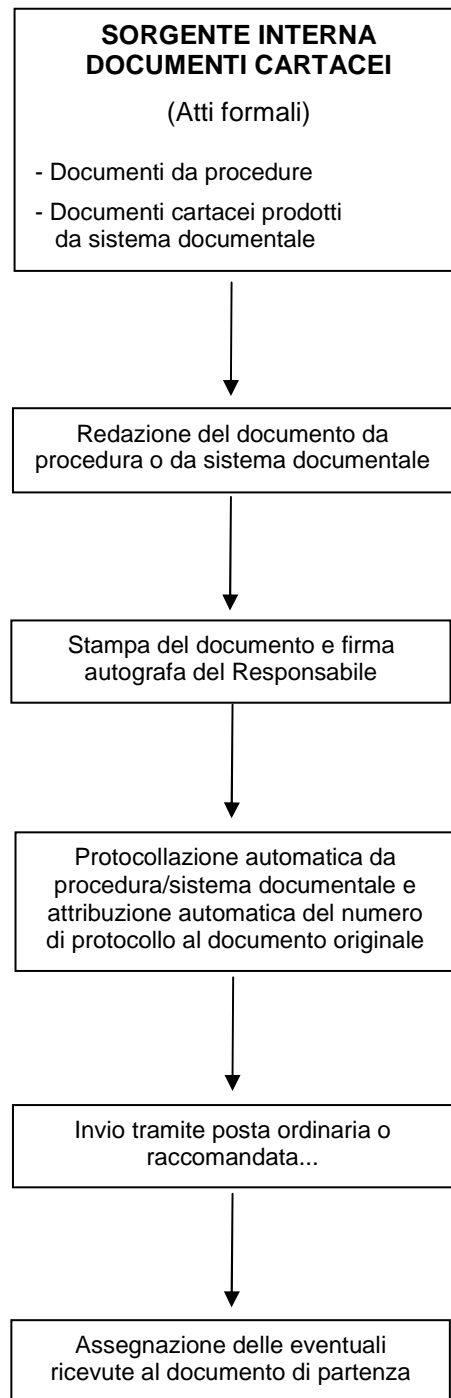 SORGENTE INTERNA
DOCUMENTI CARTACEI
(Atti formali)
- Documenti da procedure
- Documenti cartacei prodotti
da sistema documentale
Redazione del documento da
procedura o da sistema documentale
Stampa del documento e firma
autografa del Responsabile
Protocollazione automatica da
procedura/sistema documentale e
attribuzione automatica del numero
di protocollo al documento originale
Invio tramite posta ordinaria o
raccomandata...
Assegnazione delle eventuali
ricevute al documento di partenza